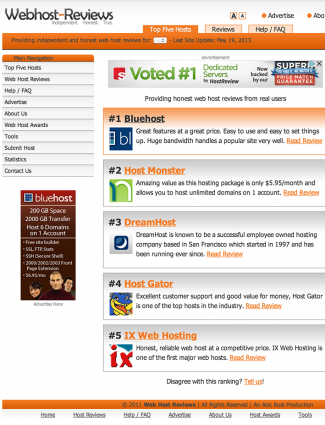 Webhost-Reviews
Independent. Honest. True.
A A Advertise Abo
Top Five Hosts Reviews Help / FAQ
Providing independent and honest web host reviews for: - Last Site Update: May 19, 2013
Main Navigation
Top Five Hosts
Web Host Reviews
Help / FAQ
Advertise
About Us
Web Host Awards
Tools
Submit Host
Statistics
Contact Us
bluehost
200 GB Space
2000 GB Transfer
Host 6 Domains
on 1 Account
Free site builder
SSL, FTP, Stats
SSH (Secure Shell)
2000/2002/2003 Front
Page Extension
$6.95/mo
Advertise Here
advertisement
Voted #1
Dedicated
Servers
by HostReview
Now
backed
by our
SUPER!
PRICE MATCH
GUARANTEE
Providing honest web host reviews from real users
#1 Bluehost
Great features at a great price. Easy to use and easy to set things
up. Huge bandwidth handles a popular site very well. Read Review
#2 Host Monster
Amazing value as this hosting package is only $5.95/month and
allows you to host unlimited domains on 1 account. Read Review
#3 DreamHost
DreamHost is known to be a successful employee owned hosting
company based in San Francisco which started in 1997 and has
been running ever since. Read Review
#4 Host Gator
Excellent customer support and good value for money, Host Gator
is one of the top hosts in the industry. Read Review
#5 IX Web Hosting
ix
Honest, reliable web host at a competitive price. IX Web Hosting is
one of the first major web hosts. Read Review
Disagree with this ranking? Tell us!
© 2011 Web Host Reviews | All Rights Reserved | An Alec Rust Production
Home Host Reviews Help / FAQ Advertise About Us Host Awards Tools